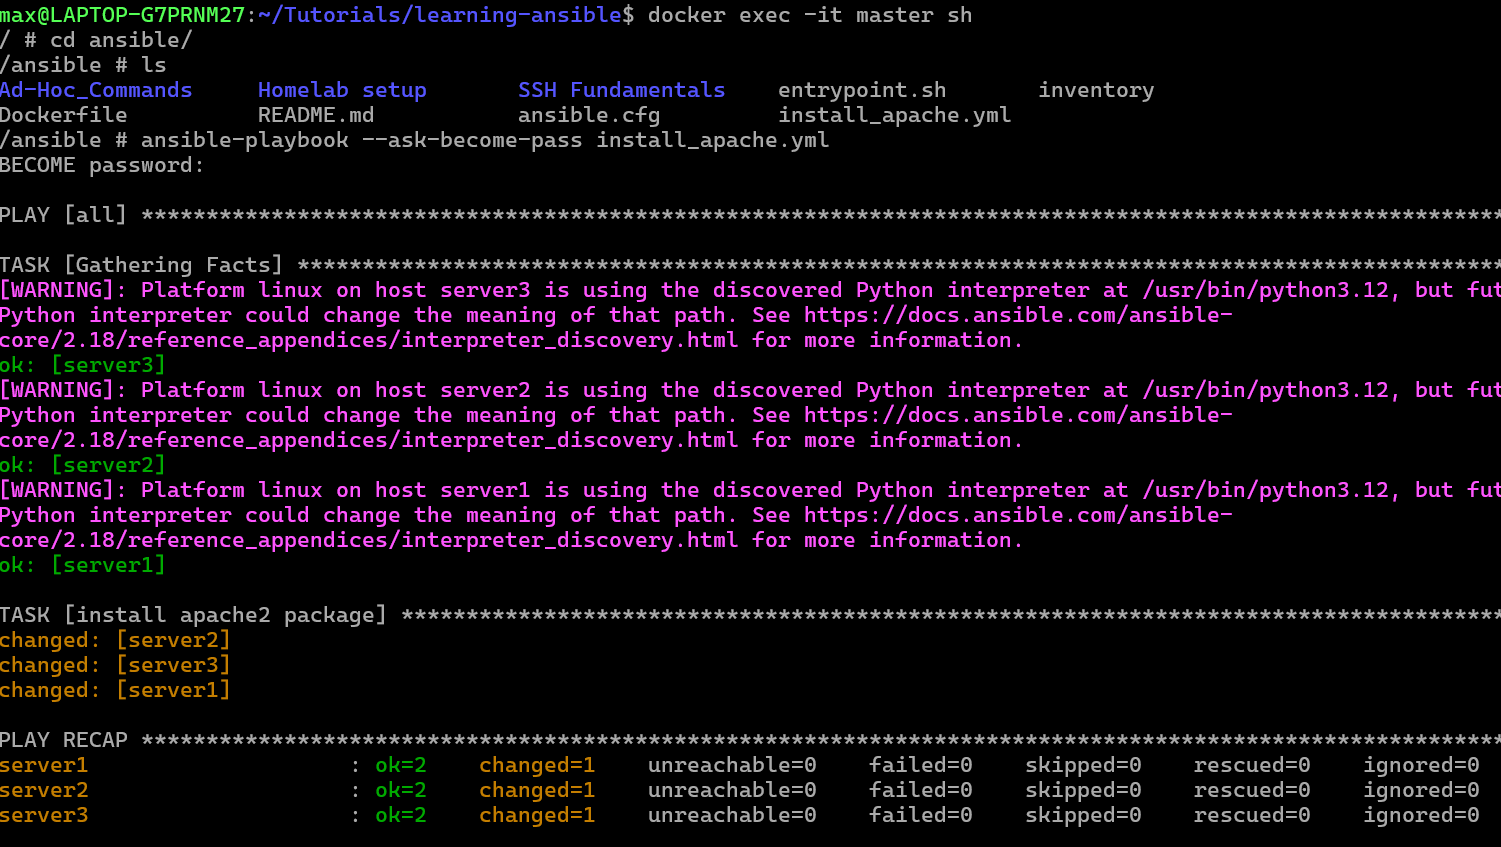 max@LAPTOP-G7PRNM27:~/Tutorials/learning-ansible$ docker exec -it master sh
/ # cd ansible/
/ansible # ls
Ad-Hoc_Commands     Homelab setup       SSH Fundamentals    entrypoint.sh       inventory
Dockerfile          README.md           ansible.cfg         install_apache.yml
/ansible # ansible-playbook --ask-become-pass install_apache.yml
BECOME password:
PLAY [all] *********************************************************************************************************
TASK [Gathering Facts] *********************************************************************************************
[WARNING]: Platform linux on host server3 is using the discovered Python interpreter at /usr/bin/python3.12, but fut
Python interpreter could change the meaning of that path. See https://docs.ansible.com/ansible-
core/2.18/reference_appendices/interpreter_discovery.html for more information.
ok: [server3]
[WARNING]: Platform linux on host server2 is using the discovered Python interpreter at /usr/bin/python3.12, but fut
Python interpreter could change the meaning of that path. See https://docs.ansible.com/ansible-
core/2.18/reference_appendices/interpreter_discovery.html for more information.
ok: [server2]
[WARNING]: Platform linux on host server1 is using the discovered Python interpreter at /usr/bin/python3.12, but fut
Python interpreter could change the meaning of that path. See https://docs.ansible.com/ansible-
core/2.18/reference_appendices/interpreter_discovery.html for more information.
ok: [server1]
TASK [install apache2 package] *************************************************************************************
changed: [server2]
changed: [server3]
changed: [server1]
PLAY RECAP *********************************************************************************************************
server1                    : ok=2    changed=1    unreachable=0    failed=0    skipped=0    rescued=0    ignored=0
server2                    : ok=2    changed=1    unreachable=0    failed=0    skipped=0    rescued=0    ignored=0
server3                    : ok=2    changed=1    unreachable=0    failed=0    skipped=0    rescued=0    ignored=0